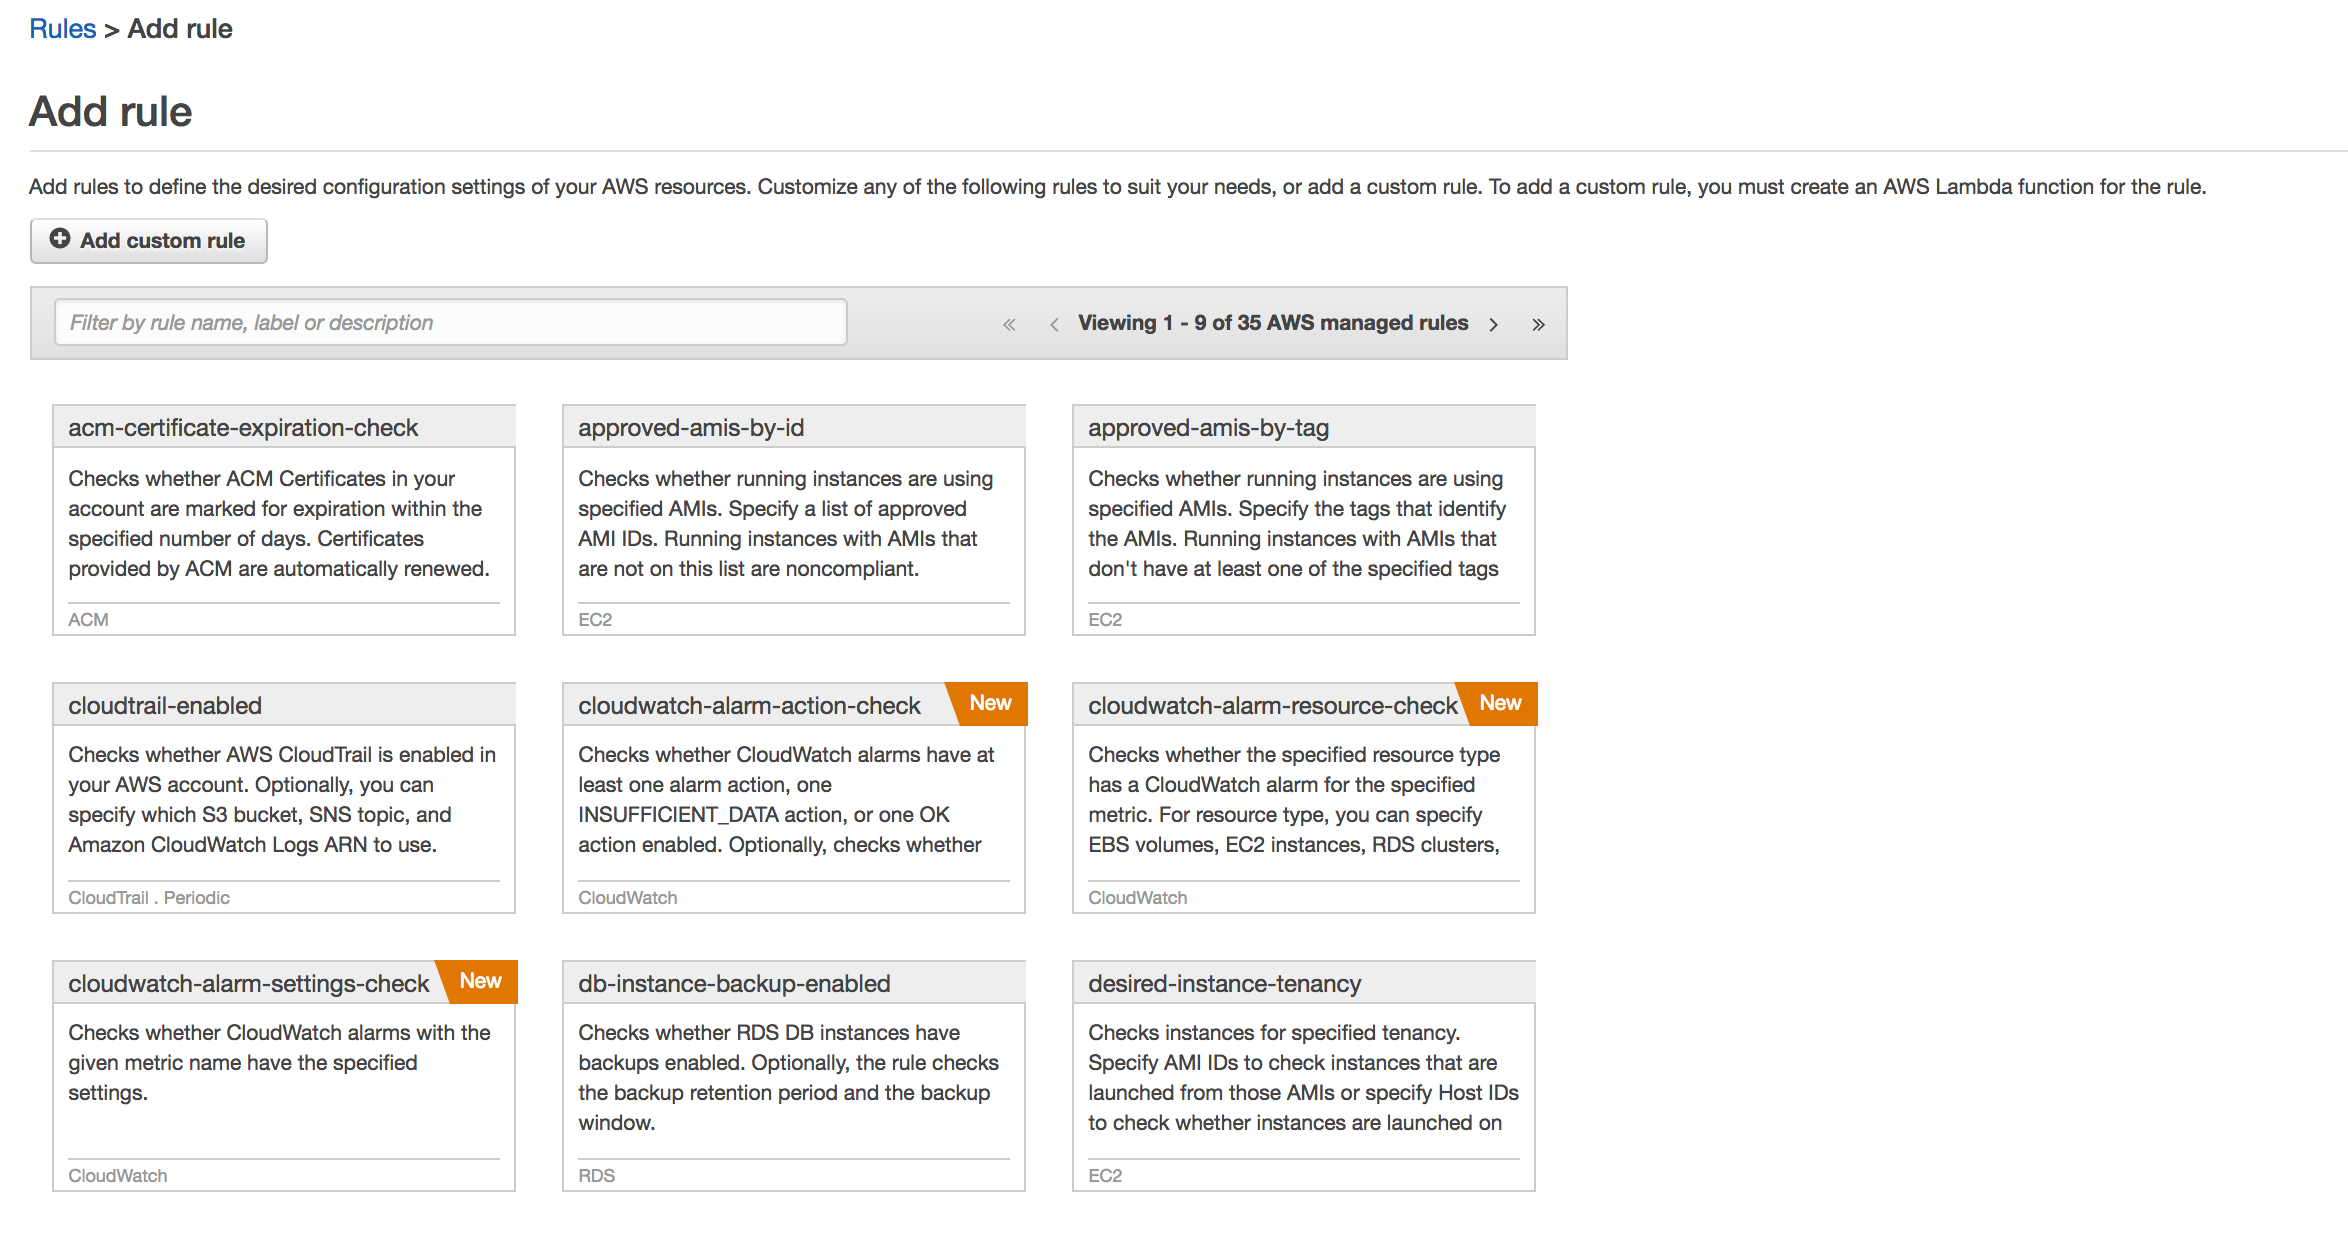 Rules > Add rule
Add rule
Add rules to define the desired configuration settings of your AWS resources. Customize any of the following rules to suit your needs, or add a custom rule. To add a custom rule, you must create an AWS Lambda function for the rule.
Add custom rule
Filter by rule name, label or description
« ‹ Viewing 1 - 9 of 35 AWS managed rules › »
acm-certificate-expiration-check
Checks whether ACM Certificates in your
account are marked for expiration within the
specified number of days. Certificates
provided by ACM are automatically renewed.
ACM
approved-amis-by-id
Checks whether running instances are using
specified AMIs. Specify a list of approved
AMI IDs. Running instances with AMIs that
are not on this list are noncompliant.
EC2
approved-amis-by-tag
Checks whether running instances are using
specified AMIs. Specify the tags that identify
the AMIs. Running instances with AMIs that
don't have at least one of the specified tags
EC2
cloudtrail-enabled
Checks whether AWS CloudTrail is enabled in
your AWS account. Optionally, you can
specify which S3 bucket, SNS topic, and
Amazon CloudWatch Logs ARN to use.
CloudTrail . Periodic
cloudwatch-alarm-action-check New
Checks whether CloudWatch alarms have at
least one alarm action, one
INSUFFICIENT_DATA action, or one OK
action enabled. Optionally, checks whether
CloudWatch
cloudwatch-alarm-resource-check New
Checks whether the specified resource type
has a CloudWatch alarm for the specified
metric. For resource type, you can specify
EBS volumes, EC2 instances, RDS clusters,
CloudWatch
cloudwatch-alarm-settings-check New
Checks whether CloudWatch alarms with the
given metric name have the specified
settings.
CloudWatch
db-instance-backup-enabled
Checks whether RDS DB instances have
backups enabled. Optionally, the rule checks
the backup retention period and the backup
window.
RDS
desired-instance-tenancy
Checks instances for specified tenancy.
Specify AMI IDs to check instances that are
launched from those AMIs or specify Host IDs
to check whether instances are launched on
EC2